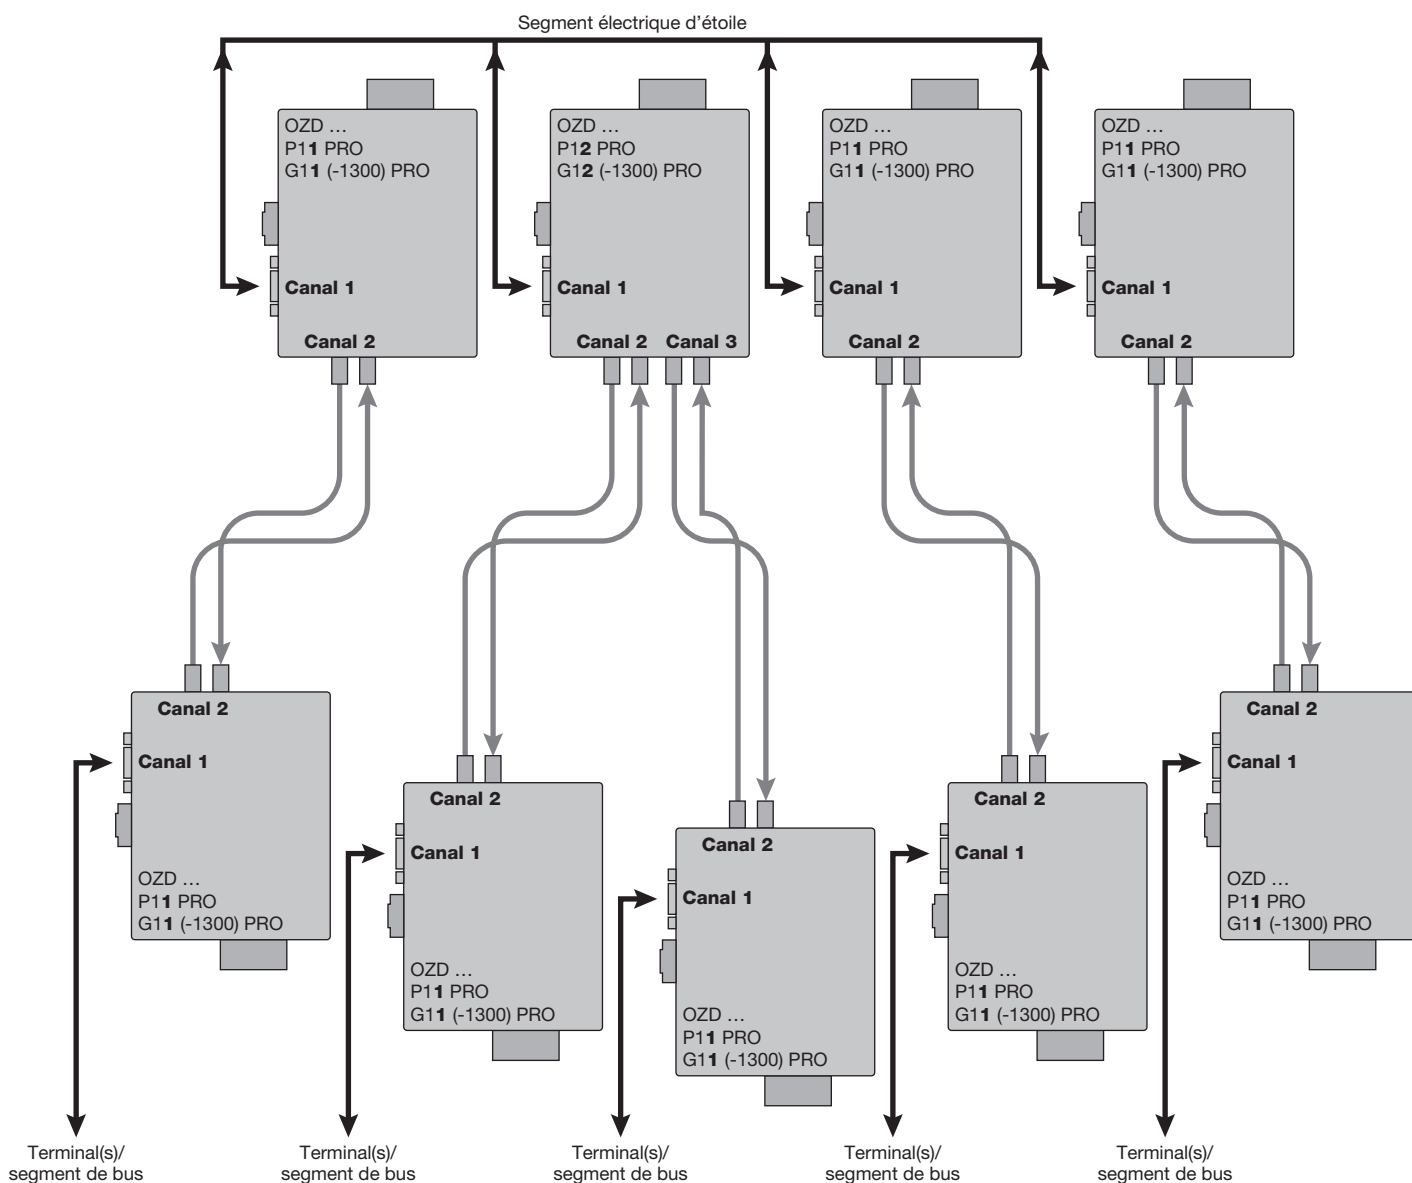 Segment électrique d'étoile
OZD …
P11 PRO
G11 (-1300) PRO
Canal 1
Canal 2
OZD …
P12 PRO
G12 (-1300) PRO
Canal 1
Canal 2 Canal 3
OZD …
P11 PRO
G11 (-1300) PRO
Canal 1
Canal 2
OZD …
P11 PRO
G11 (-1300) PRO
Canal 1
Canal 2
Canal 2
Canal 1
OZD …
P11 PRO
G11 (-1300) PRO
Canal 2
Canal 1
OZD …
P11 PRO
G11 (-1300) PRO
Canal 2
Canal 1
OZD …
P11 PRO
G11 (-1300) PRO
Canal 2
Canal 1
OZD …
P11 PRO
G11 (-1300) PRO
Canal 2
Canal 1
OZD …
P11 PRO
G11 (-1300) PRO
Terminal(s)/
segment de bus
Terminal(s)/
segment de bus
Terminal(s)/
segment de bus
Terminal(s)/
segment de bus
Terminal(s)/
segment de bus